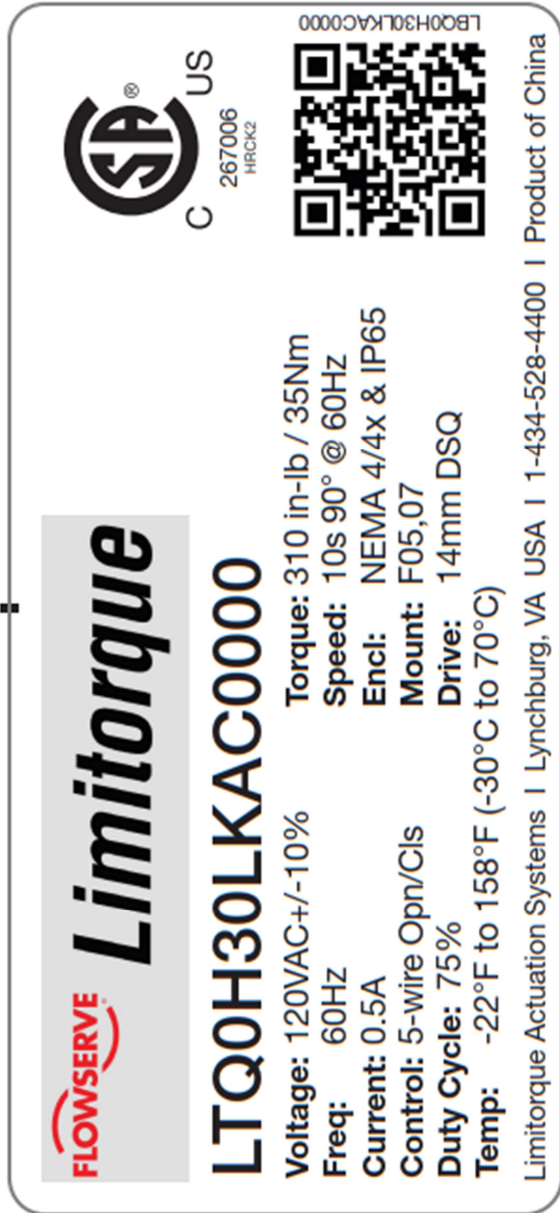 FLOWSERVE
Limitorque
LTQ0H30LKAC0000
SA®
C US
267006
HRCK2
Voltage: 120VAC+/-10%
Freq: 60Hz
Current: 0.5A
Control: 5-wire Opn/Cls
Duty Cycle: 75%
Temp: -22°F to 158°F (-30°C to 70°C)
Torque: 310 in-lb / 35Nm
Speed: 10s 90° @ 60Hz
Encl: NEMA 4/4x & IP65
Mount: F05,07
Drive: 14mm DSQ
LBQ0H30LKAC0000
Limitorque Actuation Systems I Lynchburg, VA USA I 1-434-528-4400 I Product of China